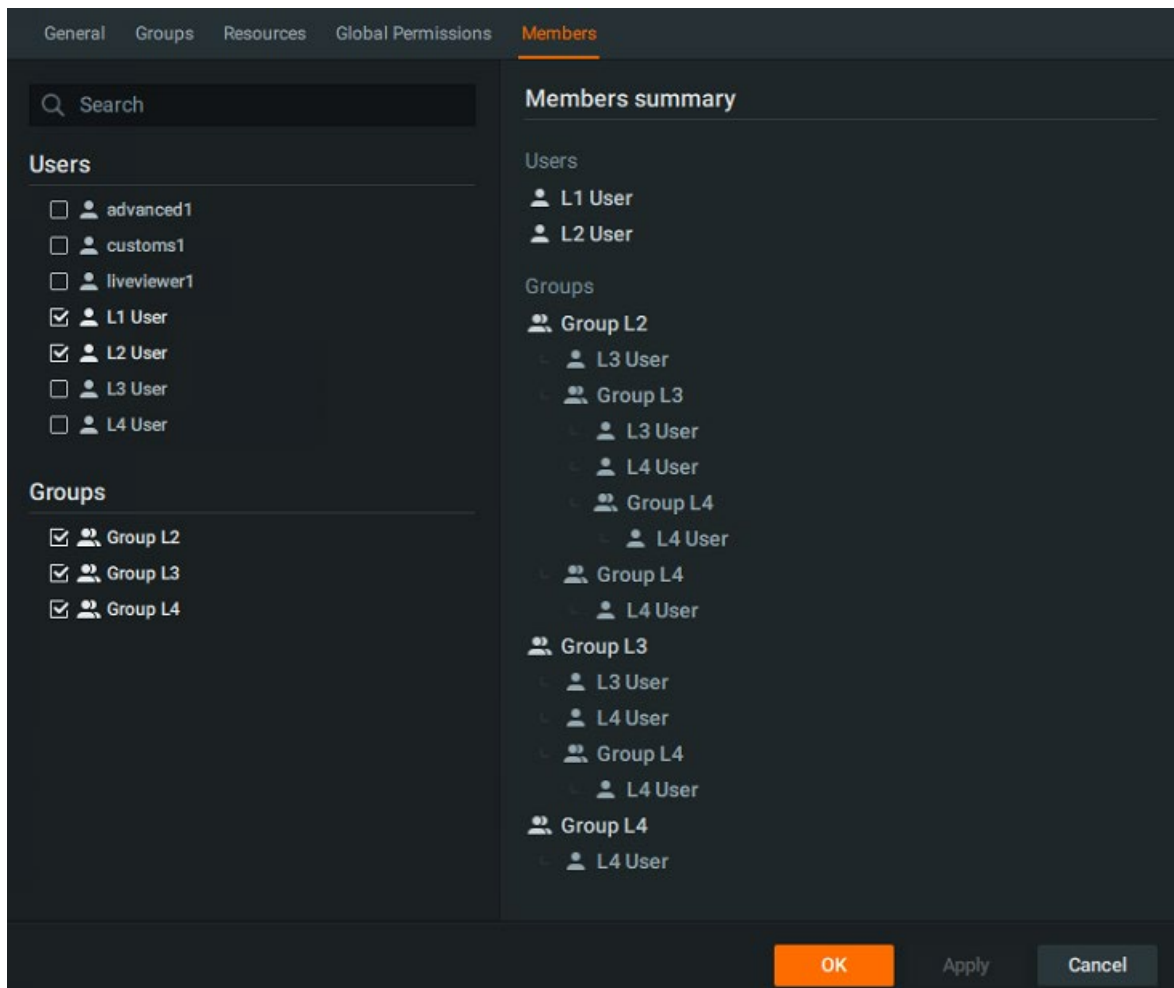 General Groups Resources Global Permissions Members
Search
Users
advanced1
customs1
liveviewer1
L1 User
L2 User
L3 User
L4 User
Groups
Group L2
Group L3
Group L4
Members summary
Users
L1 User
L2 User
Groups
Group L2
L3 User
Group L3
L3 User
L4 User
Group L4
L4 User
Group L4
L4 User
Group L3
L3 User
L4 User
Group L4
L4 User
Group L4
L4 User
OK Apply Cancel